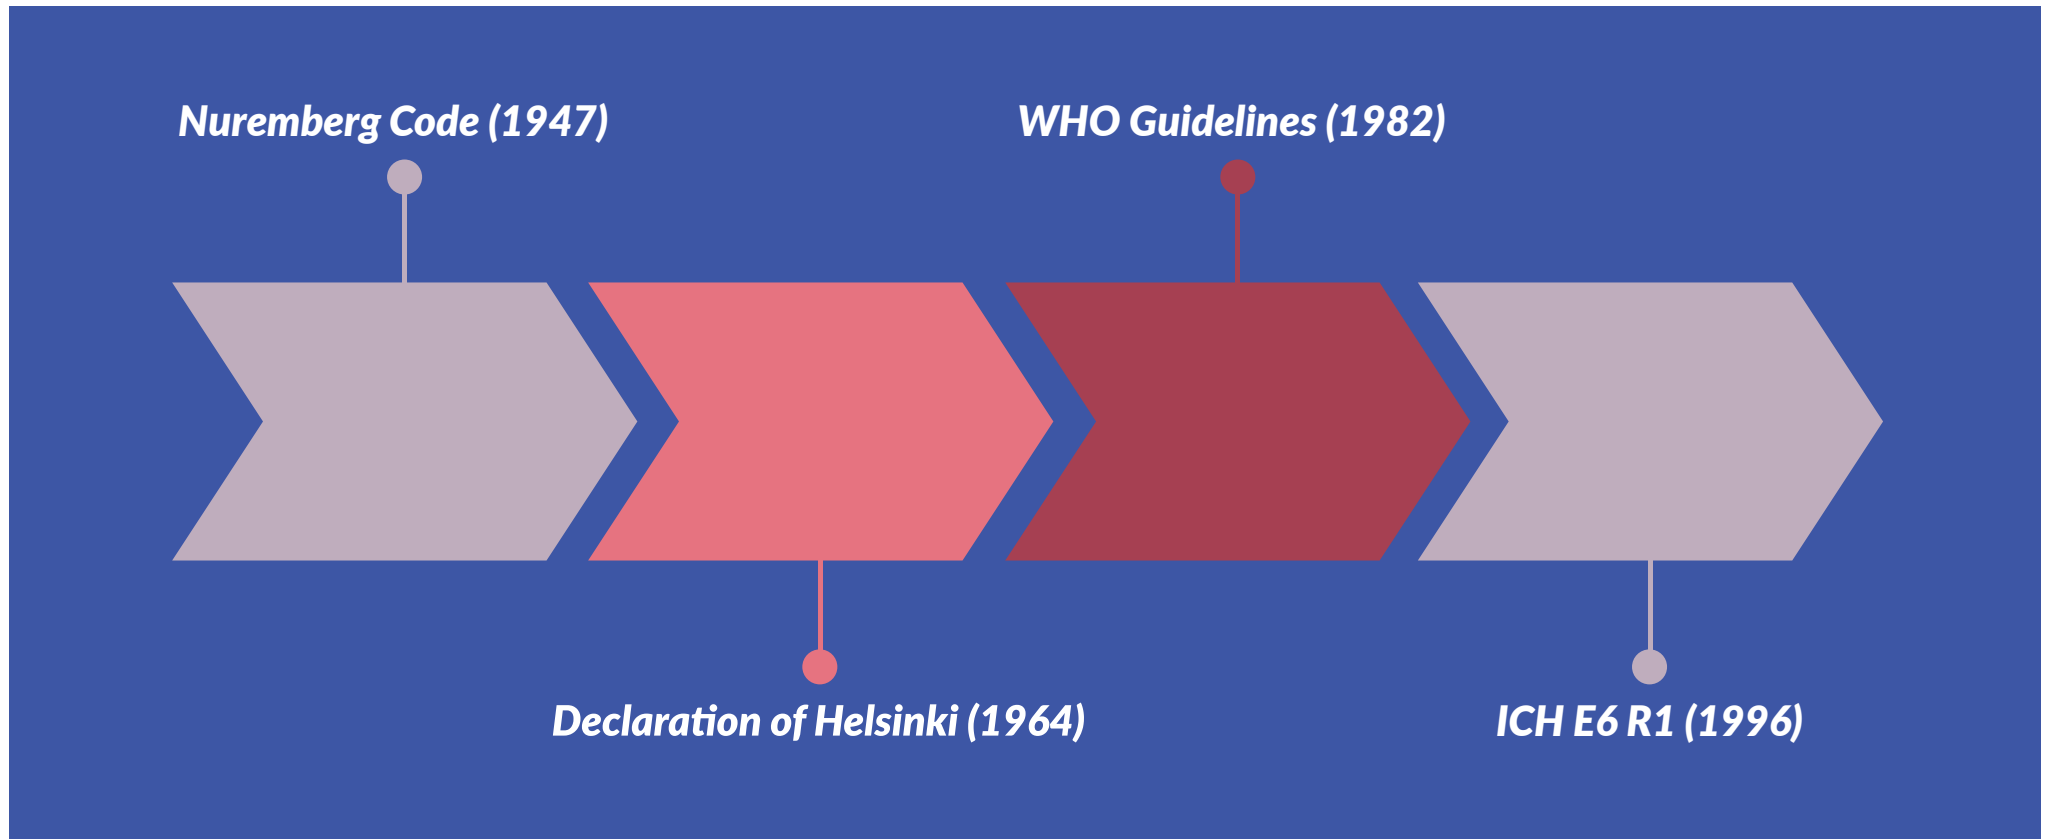 Nuremberg Code (1947)
WHO Guidelines (1982)
Declaration of Helsinki (1964)
ICH E6 R1 (1996)